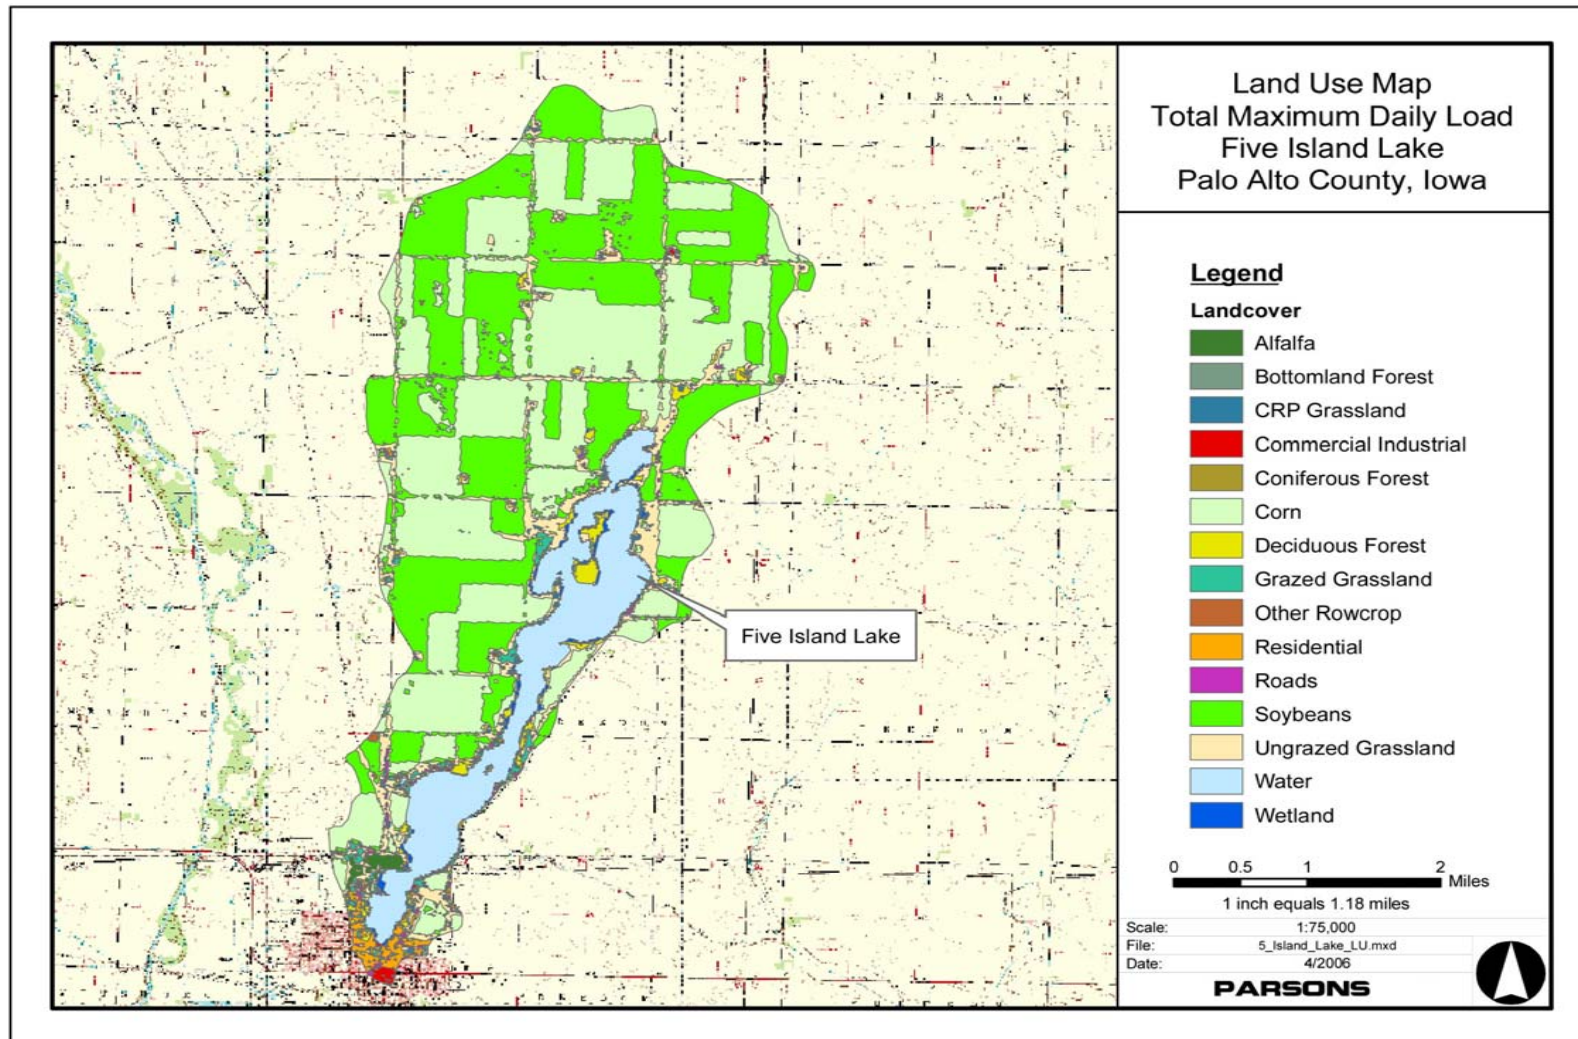 Land Use Map
Total Maximum Daily Load
Five Island Lake
Palo Alto County, Iowa
Legend
Landcover
Alfalfa
Bottomland Forest
CRP Grassland
Commercial Industrial
Coniferous Forest
Corn
Deciduous Forest
Grazed Grassland
Other Rowcrop
Residential
Roads
Soybeans
Ungrazed Grassland
Water
Wetland
Five Island Lake
0 0.5 1 2
Miles
1 inch equals 1.18 miles
Scale: 1:75,000
File: 5_Island_Lake_LU.mxd
Date: 4/2006
PARSONS